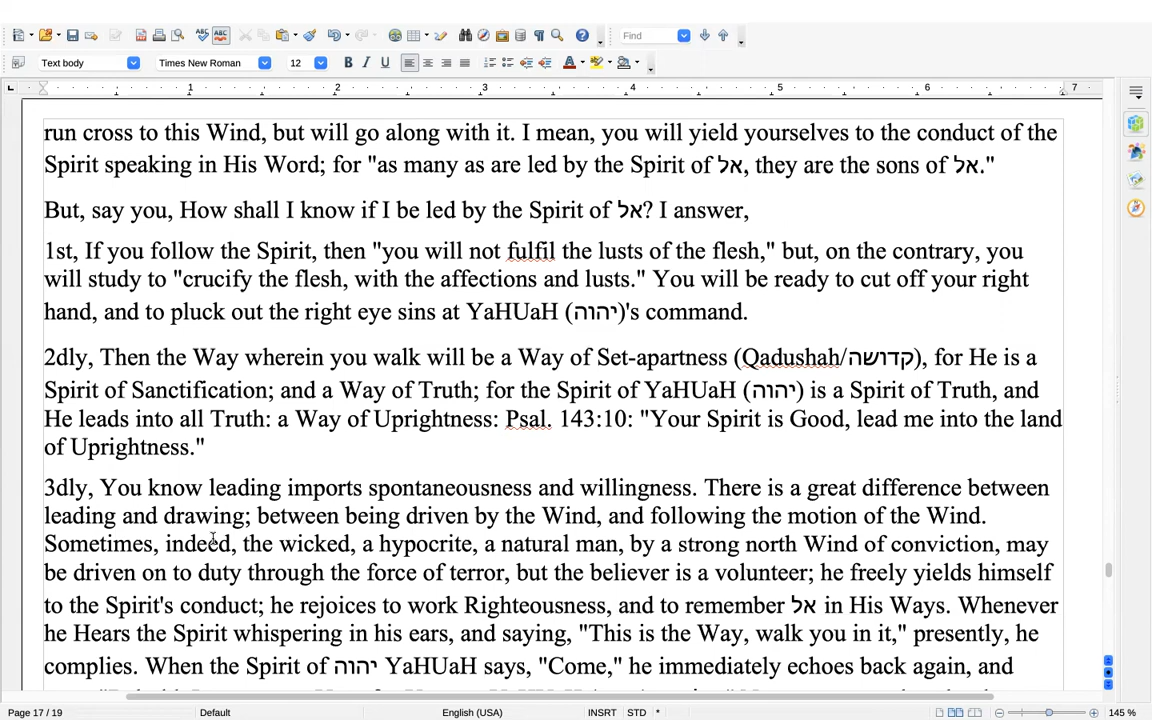 Find
Text body
Times New Roman
12
1 2 3 4 5 6 7
run cross to this Wind, but will go along with it. I mean, you will yield yourselves to the conduct of the
Spirit speaking in His Word; for "as many as are led by the Spirit of אל, they are the sons of אל."
But, say you, How shall I know if I be led by the Spirit of אל? I answer,
1st, If you follow the Spirit, then "you will not fulfil the lusts of the flesh," but, on the contrary, you
will study to "crucify the flesh, with the affections and lusts." You will be ready to cut off your right
hand, and to pluck out the right eye sins at YaHUaH (יהוה)'s command.
2dly, Then the Way wherein you walk will be a Way of Set-apartness (Qadushah/קדושה), for He is a
Spirit of Sanctification; and a Way of Truth; for the Spirit of YaHUaH (יהוה) is a Spirit of Truth, and
He leads into all Truth: a Way of Uprightness: Psal. 143:10: "Your Spirit is Good, lead me into the land
of Uprightness."
3dly, You know leading imports spontaneousness and willingness. There is a great difference between
leading and drawing; between being driven by the Wind, and following the motion of the Wind.
Sometimes, indeed, the wicked, a hypocrite, a natural man, by a strong north Wind of conviction, may
be driven on to duty through the force of terror, but the believer is a volunteer; he freely yields himself
to the Spirit's conduct; he rejoices to work Righteousness, and to remember אל in His Ways. Whenever
he Hears the Spirit whispering in his ears, and saying, "This is the Way, walk you in it," presently, he
complies. When the Spirit of יהוה YaHUaH says, "Come," he immediately echoes back again, and
Page 17 / 19
Default
English (USA)
INSRT
STD
*
145 %